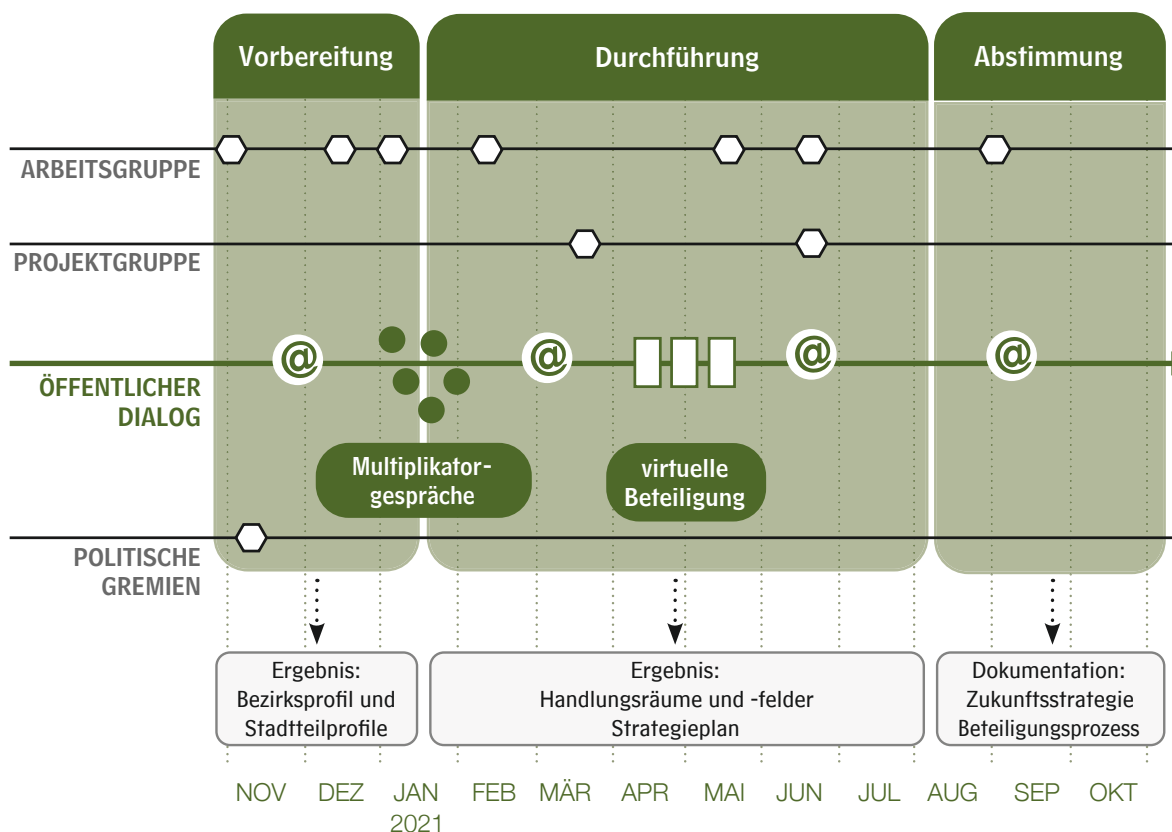 Vorbereitung
Durchführung
Abstimmung
ARBEITSGRUPPE
PROJEKTGRUPPE
@
@
@
@
ÖFFENTLICHER
DIALOG
Multiplikator-
gespräche
virtuelle
Beteiligung
POLITISCHE
GREMIEN
Ergebnis:
Bezirksprofil und
Stadtteilprofile
Ergebnis:
Handlungsräume und -felder
Strategieplan
Dokumentation:
Zukunftsstrategie
Beteiligungsprozess
NOV DEZ JAN FEB MÄR APR MAI JUN JUL AUG SEP OKT
2021